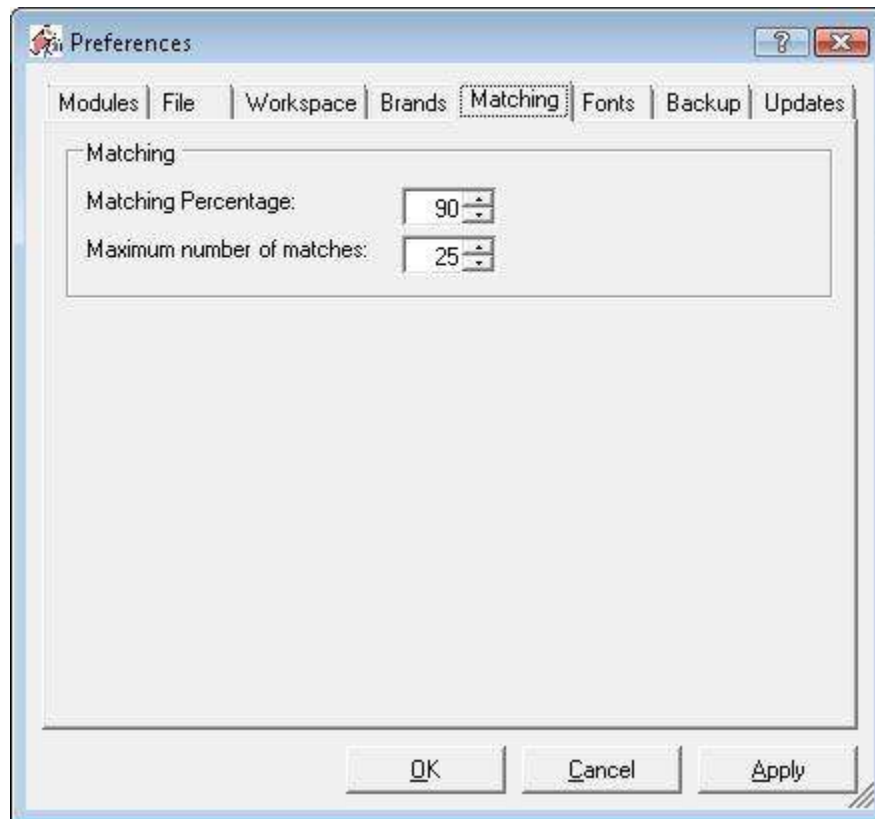 Preferences
Modules File Workspace Brands Matching Fonts Backup Updates
Matching
Matching Percentage: 90
Maximum number of matches: 25
OK Cancel Apply